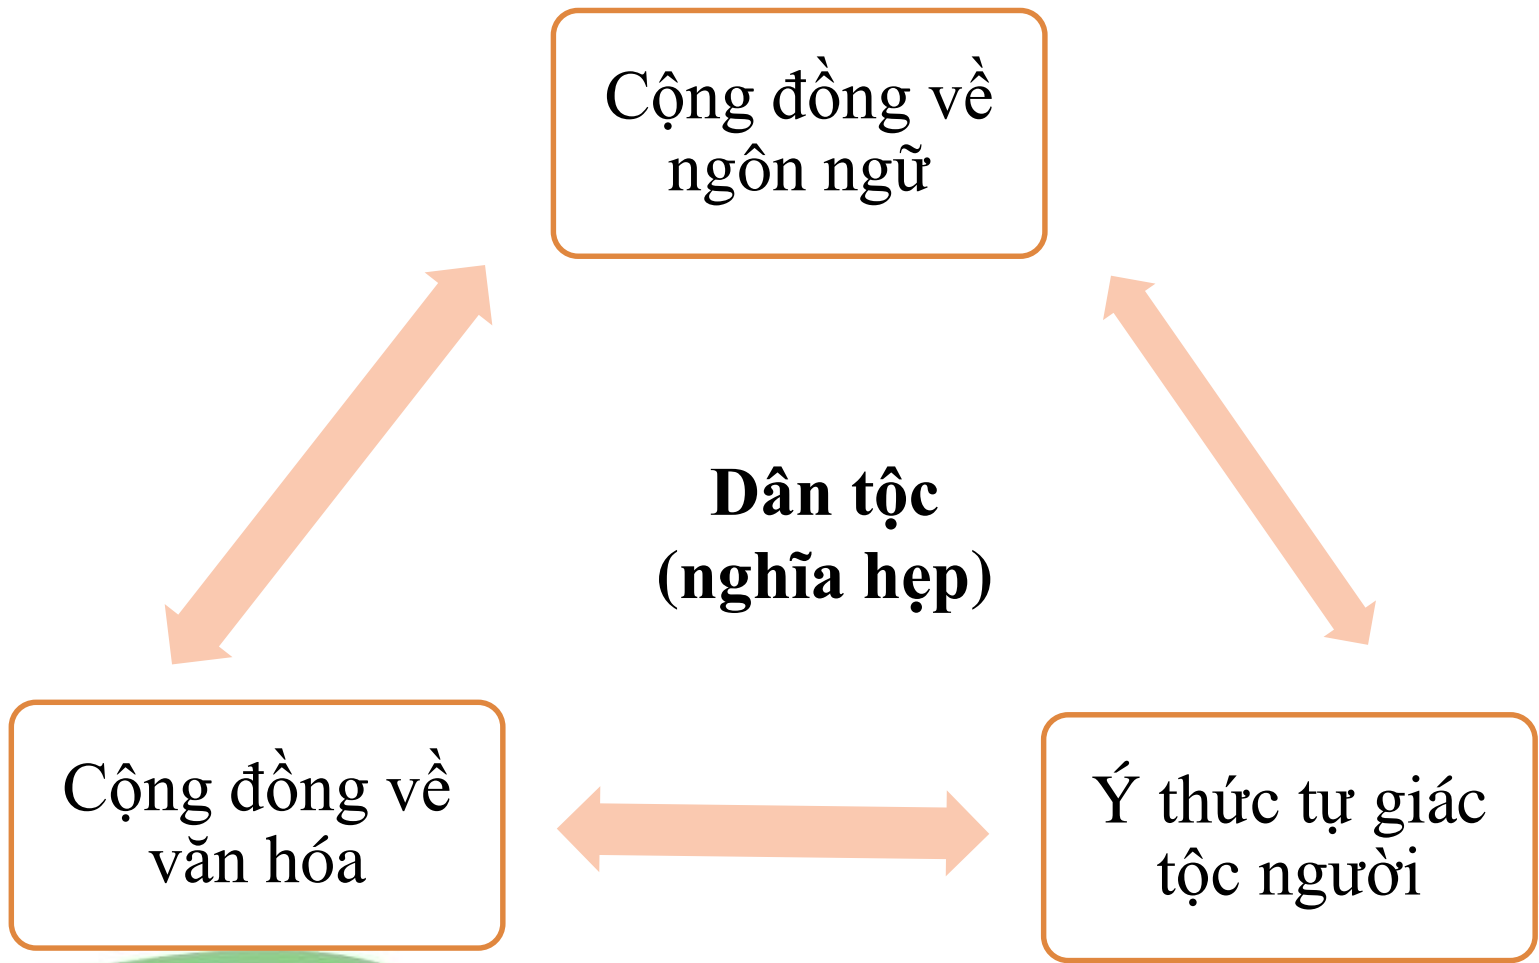 Cộng đồng về
ngôn ngữ
Dân tộc
(nghĩa hẹp)
Cộng đồng về
văn hóa
Ý thức tự giác
tộc người